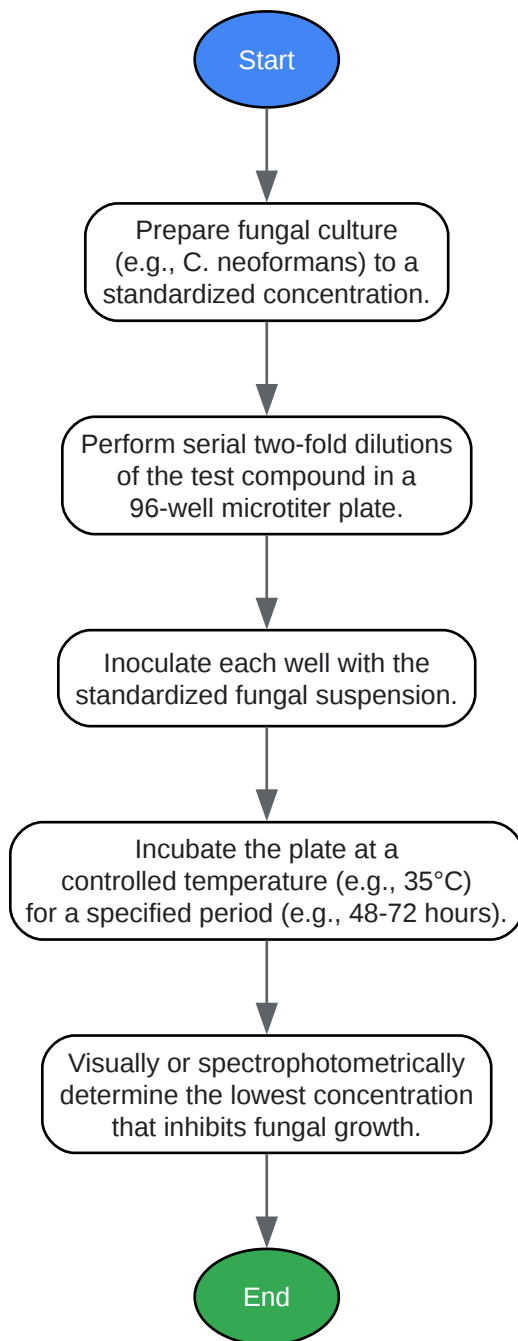 Start
Prepare fungal culture
(e.g., C. neoformans) to a
standardized concentration.
Perform serial two-fold dilutions
of the test compound in a
96-well microtiter plate.
Inoculate each well with the
standardized fungal suspension.
Incubate the plate at a
controlled temperature (e.g., 35°C)
for a specified period (e.g., 48-72 hours).
Visually or spectrophotometrically
determine the lowest concentration
that inhibits fungal growth.
End